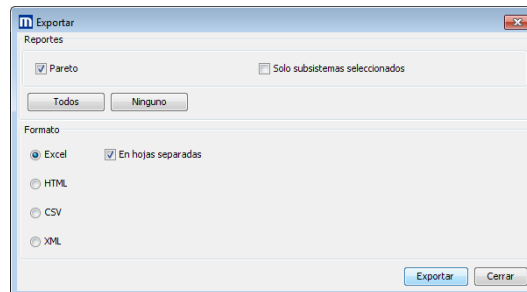 m Exportar
Reportes
Pareto
Solo subsistemas seleccionados
Todos
Ninguno
Formato
Excel
En hojas separadas
HTML
CSV
XML
Exportar
Cerrar